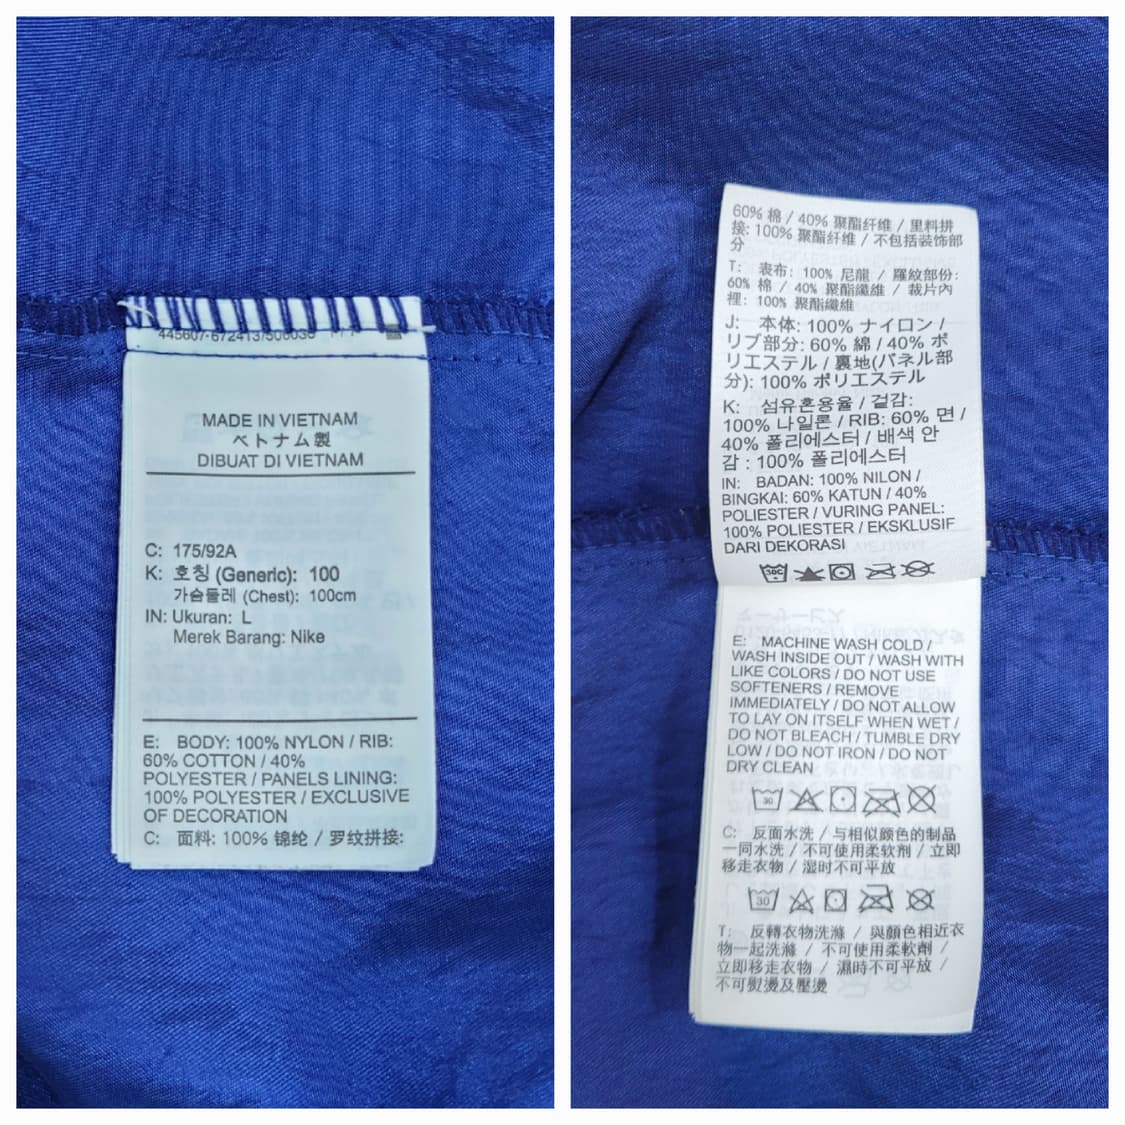 MADE IN VIETNAM
ベトナム製
DIBUAT DI VIETNAM
C: 175/92A
K: 호칭 (Generic): 100
가슴둘레 (Chest): 100cm
IN: Ukuran: L
Merek Barang: Nike
E: BODY: 100% NYLON / RIB:
60% COTTON / 40%
POLYESTER / PANELS LINING:
100% POLYESTER / EXCLUSIVE
OF DECORATION
C: 面料: 100% 锦纶 / 罗纹拼接:
60% 棉 / 40% 聚酯纤维 / 里料拼
接: 100% 聚酯纤维 / 不包括装饰部
分
T: 表布: 100% 尼龍 / 羅紋部份:
60% 棉 / 40% 聚酯纖維 / 裁片內
裡: 100% 聚酯纖維
J: 本体: 100% ナイロン /
リブ部分: 60% 綿 / 40% ポ
リエステル / 裏地(パネル部
分): 100% ポリエステル
K: 섬유혼용율 / 겉감:
100% 나일론 / RIB: 60% 면 /
40% 폴리에스터 / 배색 안
감 : 100% 폴리에스터
IN: BADAN: 100% NILON /
BINGKAI: 60% KATUN / 40%
POLIESTER / VURING PANEL:
100% POLIESTER / EKSKLUSIF
DARI DEKORASI
30C
E: MACHINE WASH COLD /
WASH INSIDE OUT / WASH WITH
LIKE COLORS / DO NOT USE
SOFTENERS / REMOVE
IMMEDIATELY / DO NOT ALLOW
TO LAY ON ITSELF WHEN WET /
DO NOT BLEACH / TUMBLE DRY
LOW / DO NOT IRON / DO NOT
DRY CLEAN
30
C: 反面水洗 / 与相似颜色的制品
一同水洗 / 不可使用柔软剂 / 立即
移走衣物 / 湿时不可平放
30
T: 反轉衣物洗滌 / 與顏色相近衣
物一起洗滌 / 不可使用柔軟劑 /
立即移走衣物 / 濕時不可平放 /
不可熨燙及壓燙